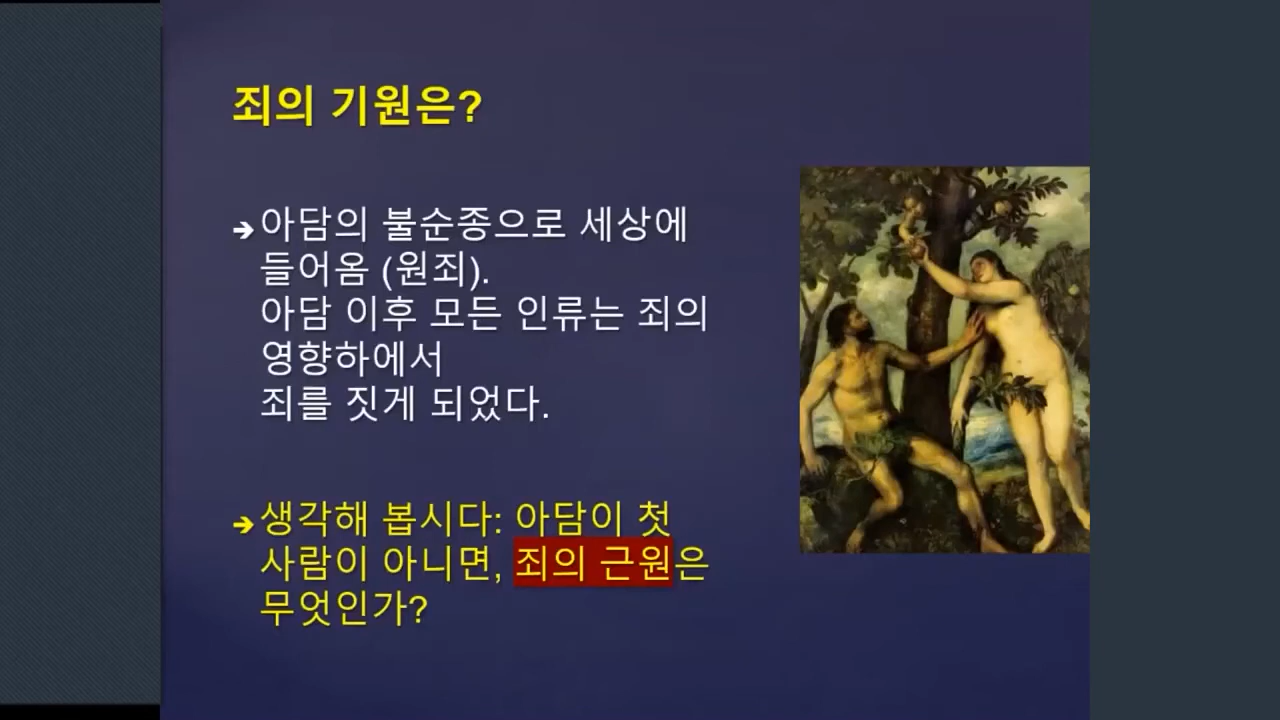 죄의 기원은?
➔아담의 불순종으로 세상에
들어옴 (원죄).
아담 이후 모든 인류는 죄의
영향하에서
죄를 짓게 되었다.
➔생각해 봅시다: 아담이 첫
사람이 아니면, 죄의 근원은
무엇인가?